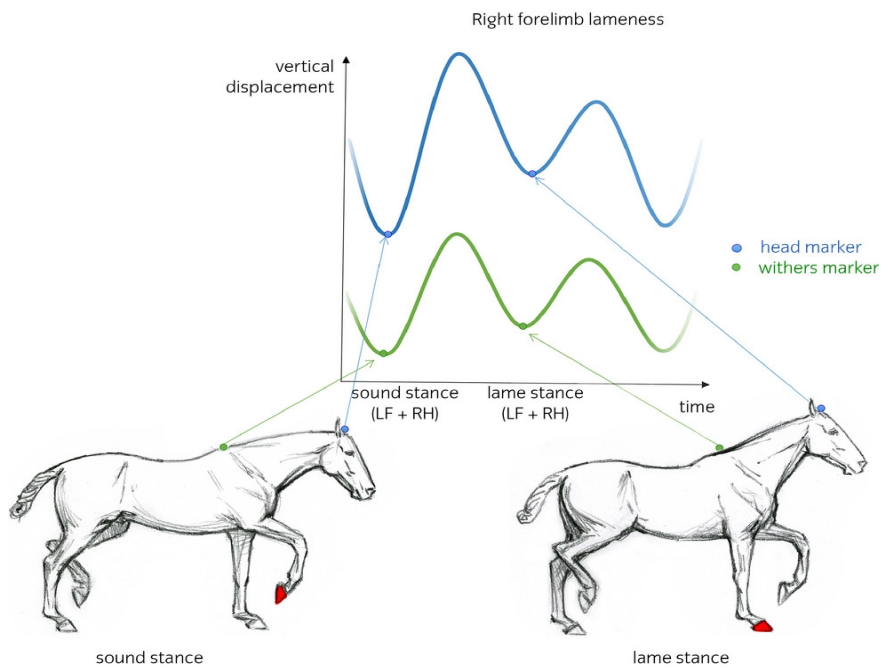 Right forelimb lameness
vertical
displacement
head marker
withers marker
sound stance
(LF + RH)
lame stance
(LF + RH)
time
sound stance
lame stance